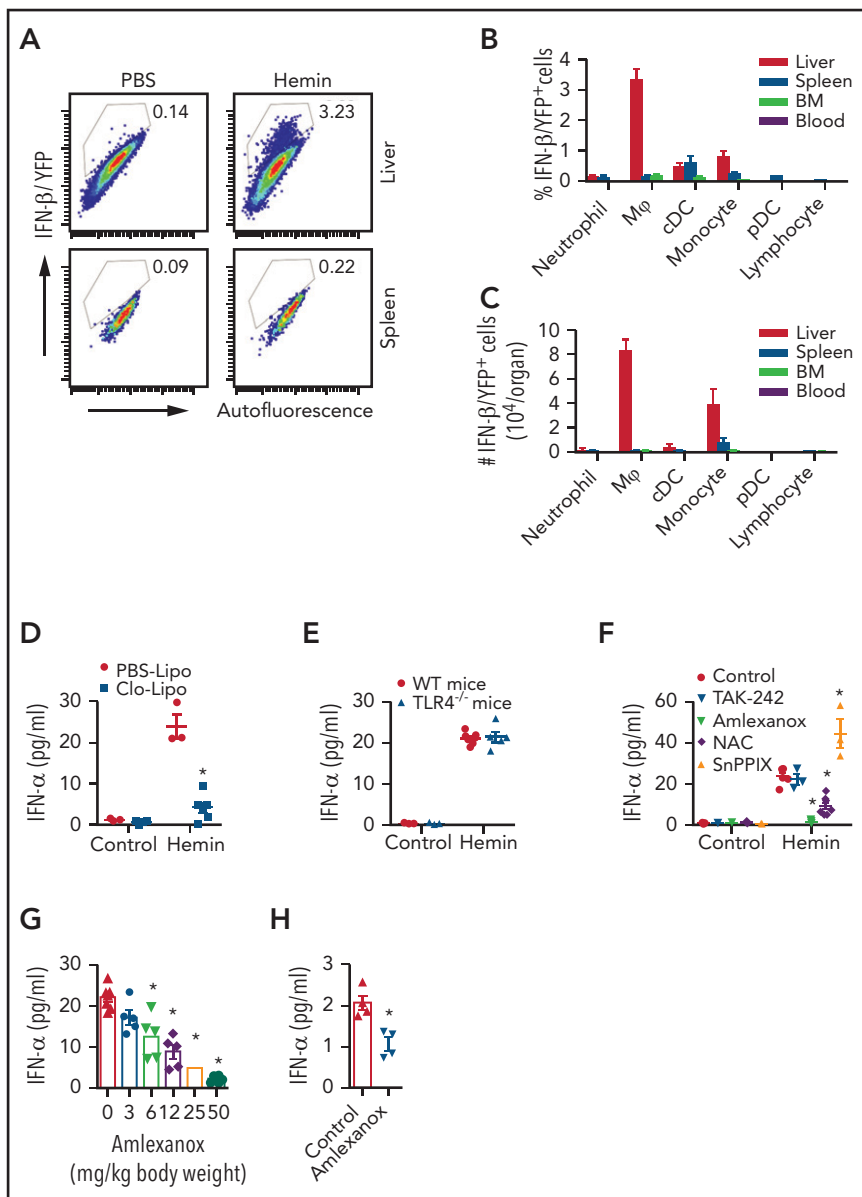 A
PBS
Hemin
0.14
3.23
Liver
0.09
0.22
Spleen
IFN-β/YFP
Autofluorescence
B
4
3
2
1
0
% IFN-β/YFP+cells
Liver
Spleen
BM
Blood
Neutrophil
Mφ
cDC
Monocyte
pDC
Lymphocyte
C
10
8
6
4
2
0
# IFN-β/YFP+ cells
(10^4/organ)
Liver
Spleen
BM
Blood
Neutrophil
Mφ
cDC
Monocyte
pDC
Lymphocyte
D
PBS-Lipo
Clo-Lipo
30
20
10
0
IFN-α (pg/ml)
*
Control
Hemin
E
WT mice
TLR4-/- mice
30
20
10
0
IFN-α (pg/ml)
Control
Hemin
F
Control
TAK-242
Amlexanox
NAC
SnPPIX
60
40
20
0
IFN-α (pg/ml)
*
*
*
Control
Hemin
G
30
20
10
0
IFN-α (pg/ml)
*
*
*
*
0 3 6 12 25 50
Amlexanox
(mg/kg body weight)
H
3
2
1
0
IFN-α (pg/ml)
*
Control
Amlexanox